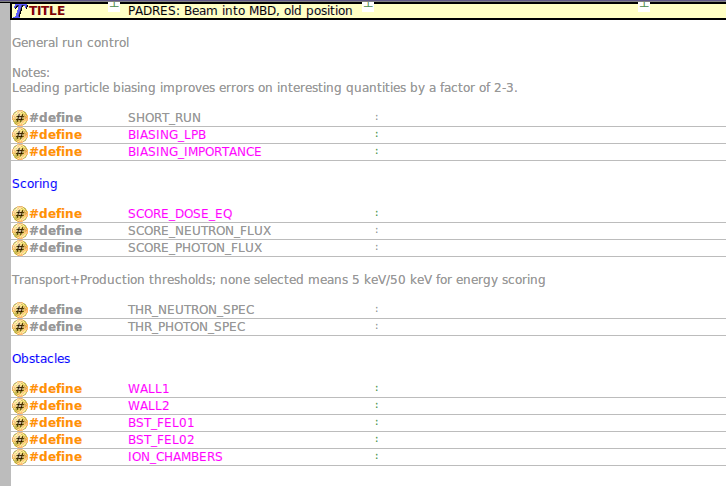 TITLE PADRES: Beam into MBD, old position
General run control
Notes:
Leading particle biasing improves errors on interesting quantities by a factor of 2-3.
# #define SHORT_RUN :
# #define BIASING_LPB :
# #define BIASING_IMPORTANCE :
Scoring
# #define SCORE_DOSE_EQ :
# #define SCORE_NEUTRON_FLUX :
# #define SCORE_PHOTON_FLUX :
Transport+Production thresholds; none selected means 5 keV/50 keV for energy scoring
# #define THR_NEUTRON_SPEC :
# #define THR_PHOTON_SPEC :
Obstacles
# #define WALL1 :
# #define WALL2 :
# #define BST_FEL01 :
# #define BST_FEL02 :
# #define ION_CHAMBERS :